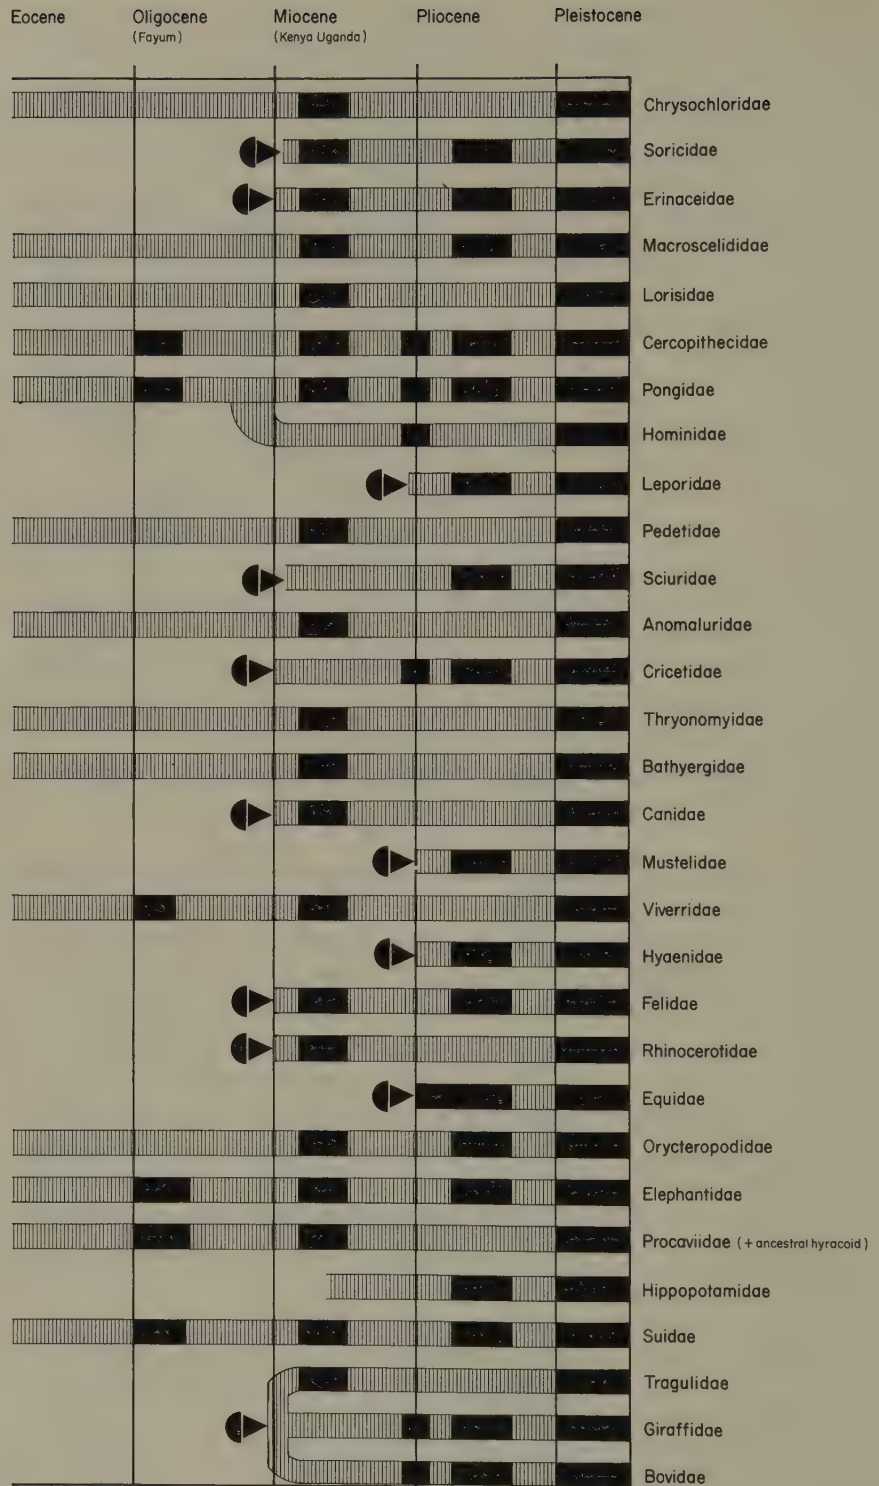 Eocene Oligocene Miocene Pliocene Pleistocene
(Fayum) (Kenya Uganda)
Chrysochloridae
Soricidae
Erinaceidae
Macroscelididae
Lorisidae
Cercopithecidae
Pongidae
Hominidae
Leporidae
Pedetidae
Sciuridae
Anomaluridae
Cricetidae
Thryonomyidae
Bathyergidae
Canidae
Mustelidae
Viverridae
Hyaenidae
Felidae
Rhinocerotidae
Equidae
Orycteropodidae
Elephantidae
Procaviidae (+ ancestral hyracoid)
Hippopotamidae
Suidae
Tragulidae
Giraffidae
Bovidae